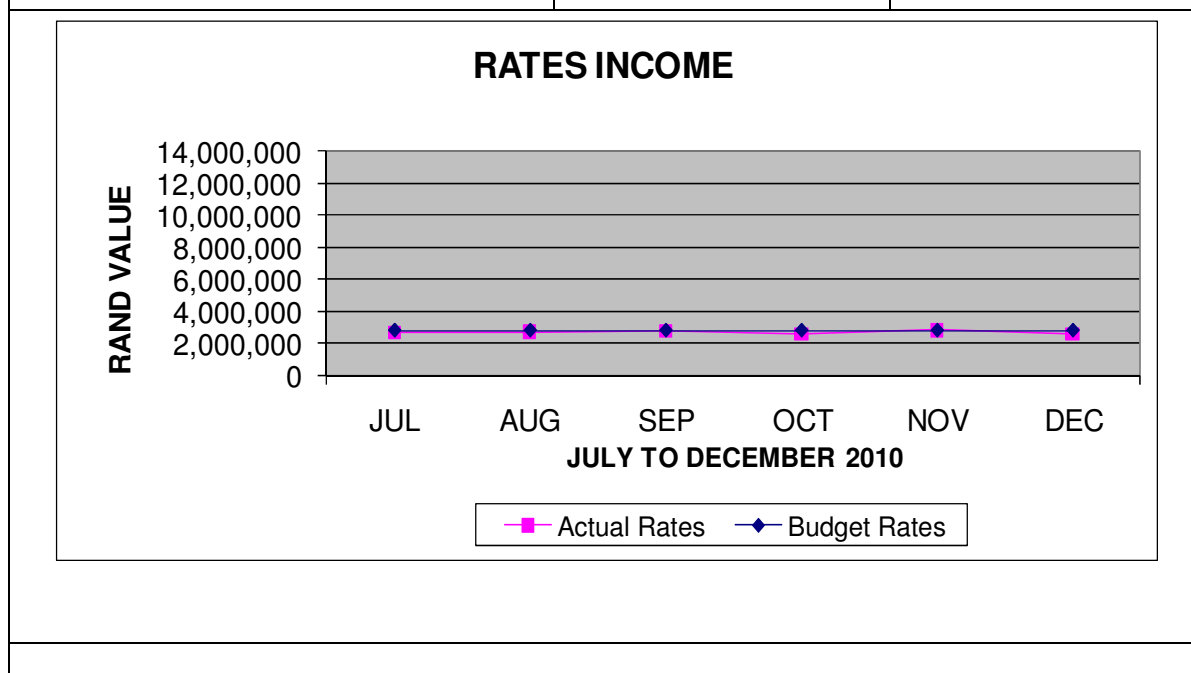 RATES INCOME
RAND VALUE
14,000,000
12,000,000
10,000,000
8,000,000
6,000,000
4,000,000
2,000,000
0
JUL AUG SEP OCT NOV DEC
JULY TO DECEMBER 2010
Actual Rates Budget Rates